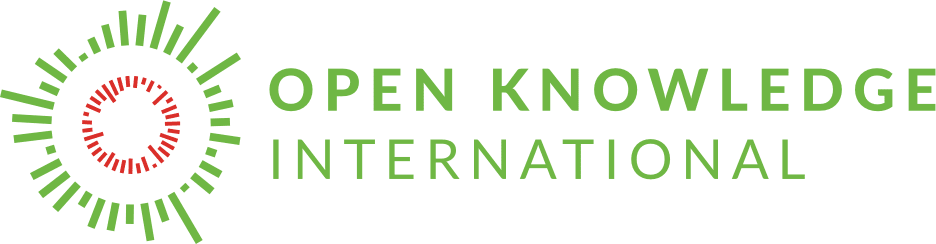 OPEN KNOWLEDGE
INTERNATIONAL